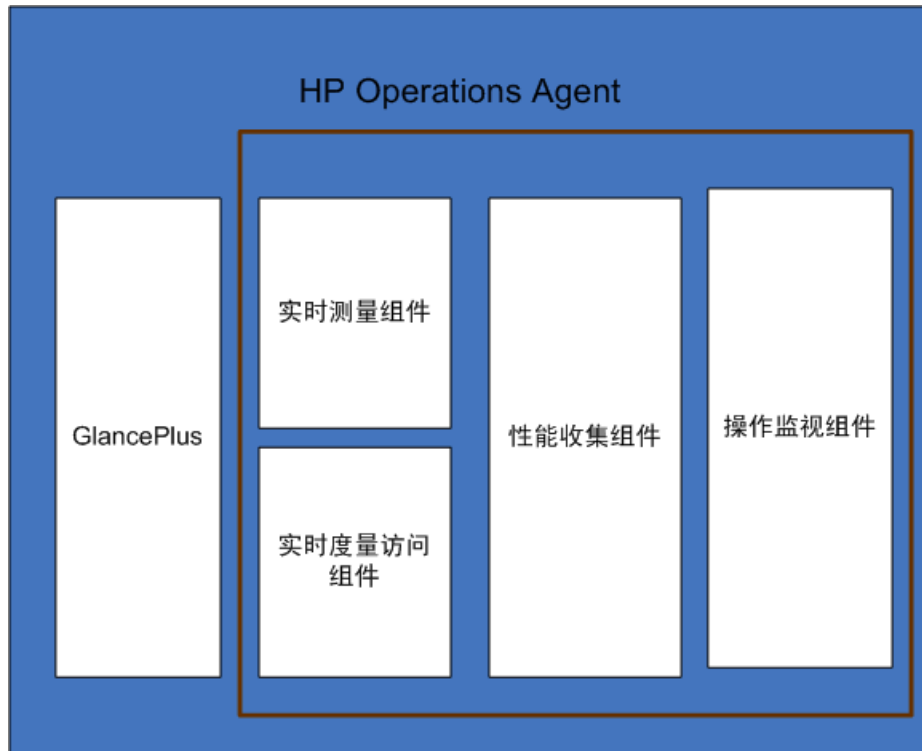 HP Operations Agent
GlancePlus
实时测量组件
实时度量访问
组件
性能收集组件
操作监视组件